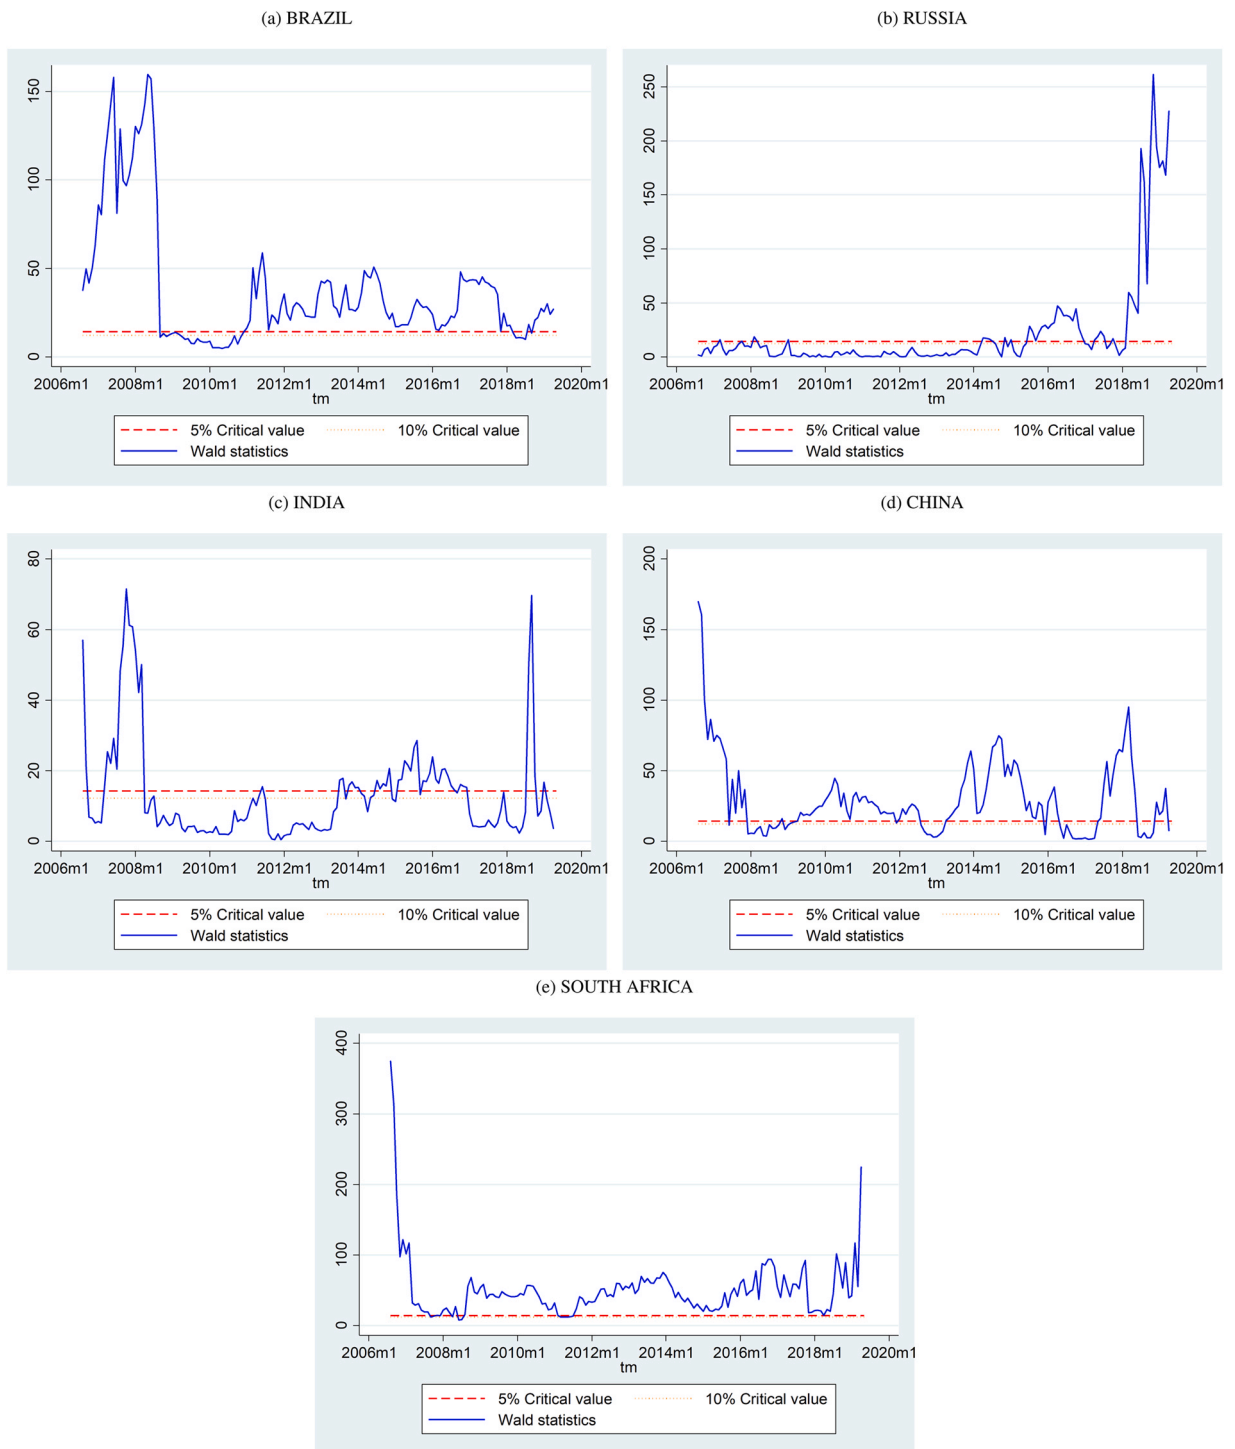 (a) BRAZIL
(b) RUSSIA
150
100
50
0
2006m1 2008m1 2010m1 2012m1 2014m1 2016m1 2018m1 2020m1
tm
5% Critical value 10% Critical value
Wald statistics
250
200
150
100
50
0
2006m1 2008m1 2010m1 2012m1 2014m1 2016m1 2018m1 2020m1
tm
5% Critical value 10% Critical value
Wald statistics
(c) INDIA
(d) CHINA
80
60
40
20
0
2006m1 2008m1 2010m1 2012m1 2014m1 2016m1 2018m1 2020m1
tm
5% Critical value 10% Critical value
Wald statistics
200
150
100
50
0
2006m1 2008m1 2010m1 2012m1 2014m1 2016m1 2018m1 2020m1
tm
5% Critical value 10% Critical value
Wald statistics
(e) SOUTH AFRICA
400
300
200
100
0
2006m1 2008m1 2010m1 2012m1 2014m1 2016m1 2018m1 2020m1
tm
5% Critical value 10% Critical value
Wald statistics